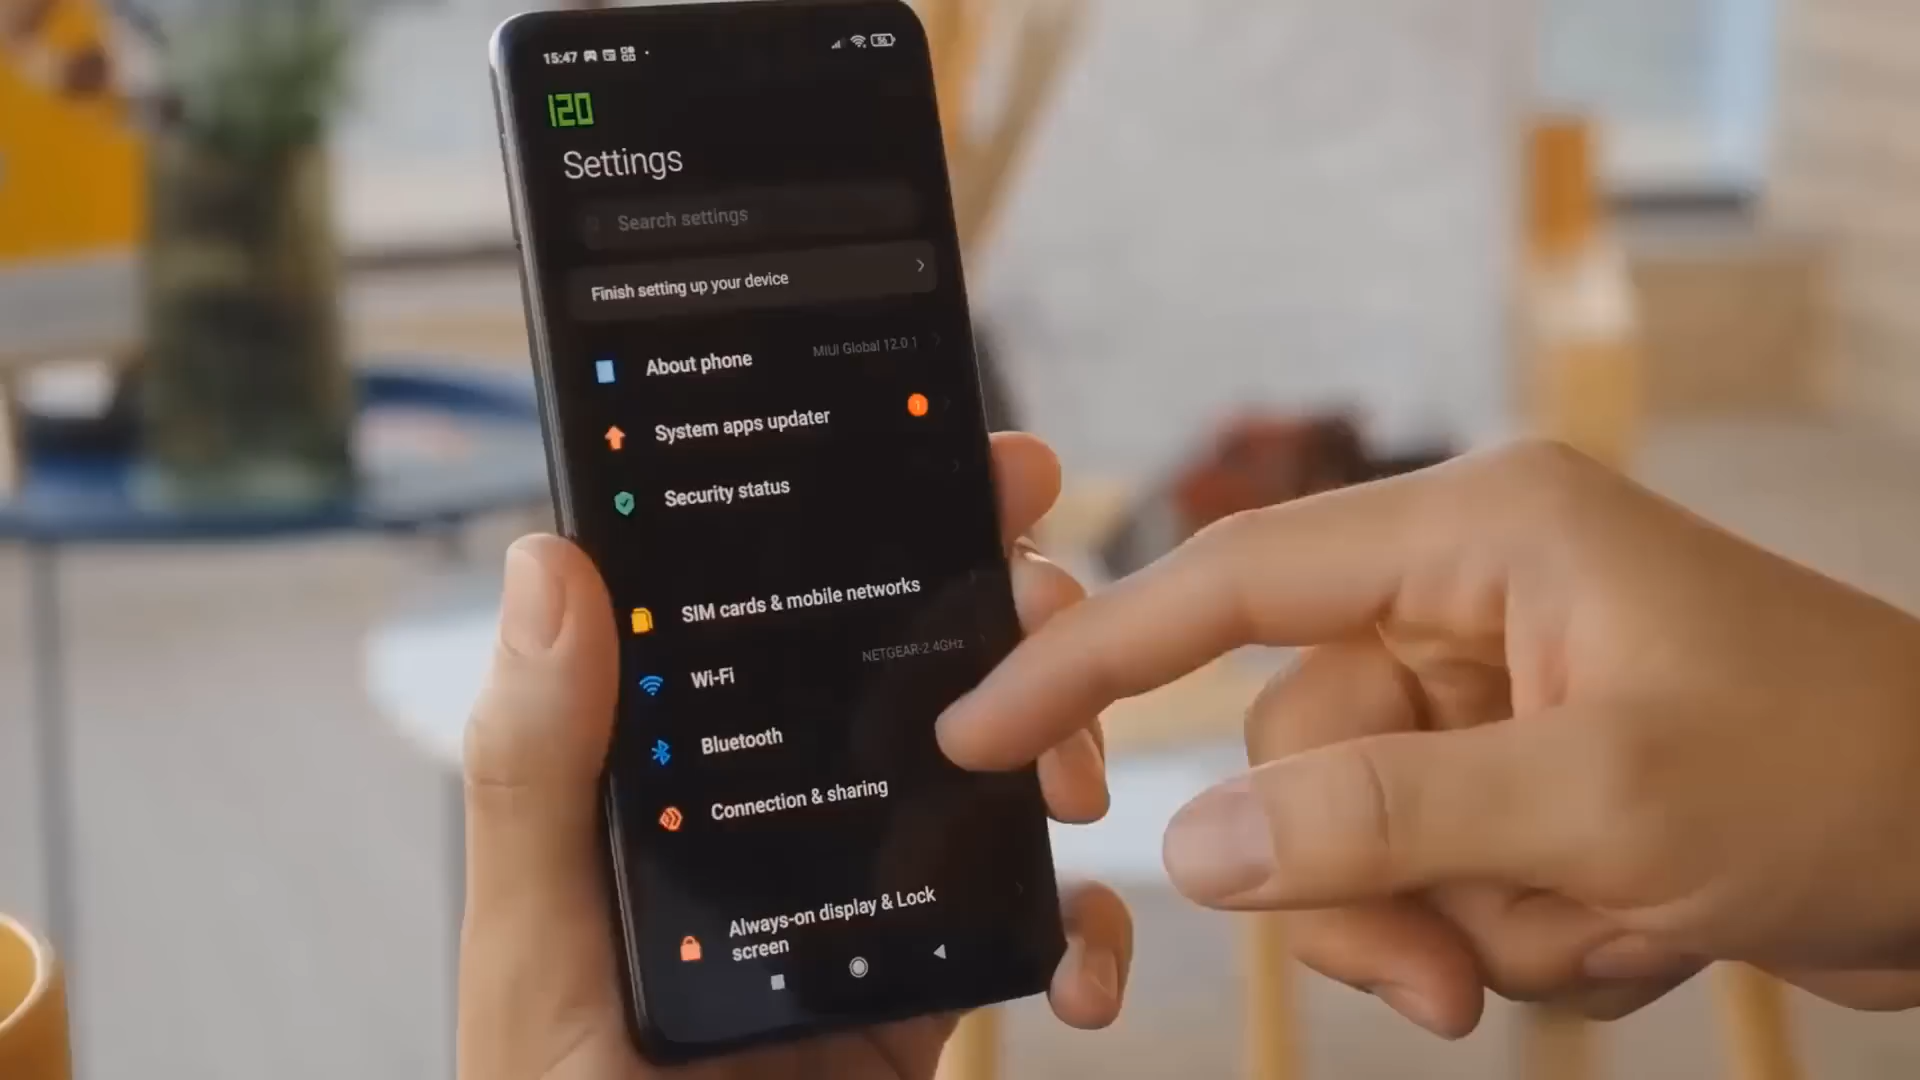 15:47
56
120
Settings
Search settings
Finish setting up your device
About phone
MIUI Global 12.0.1
System apps updater
1
Security status
SIM cards & mobile networks
Wi-Fi
NETGEAR-2.4GHz
Bluetooth
Connection & sharing
Always-on display & Lock
screen